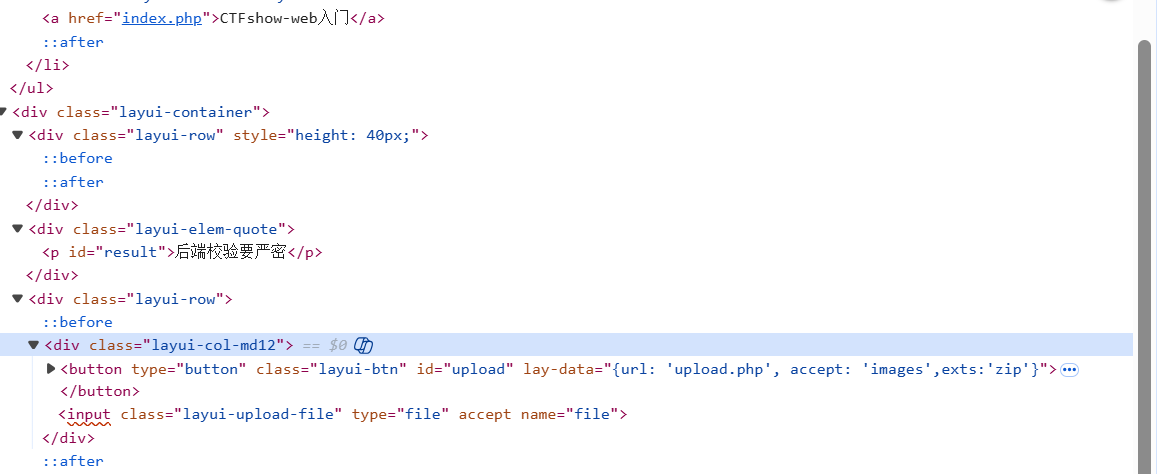 <a href="index.php">CTFshow-web入门</a>
::after
</li>
</ul>
<div class="layui-container">
<div class="layui-row" style="height: 40px;">
::before
::after
</div>
<div class="layui-elem-quote">
<p id="result">后端校验要严密</p>
</div>
<div class="layui-row">
::before
<div class="layui-col-md12"> == $0
<button type="button" class="layui-btn" id="upload" lay-data="{url: 'upload.php', accept: 'images',exts:'zip'}">
</button>
<input class="layui-upload-file" type="file" accept name="file">
</div>
::after